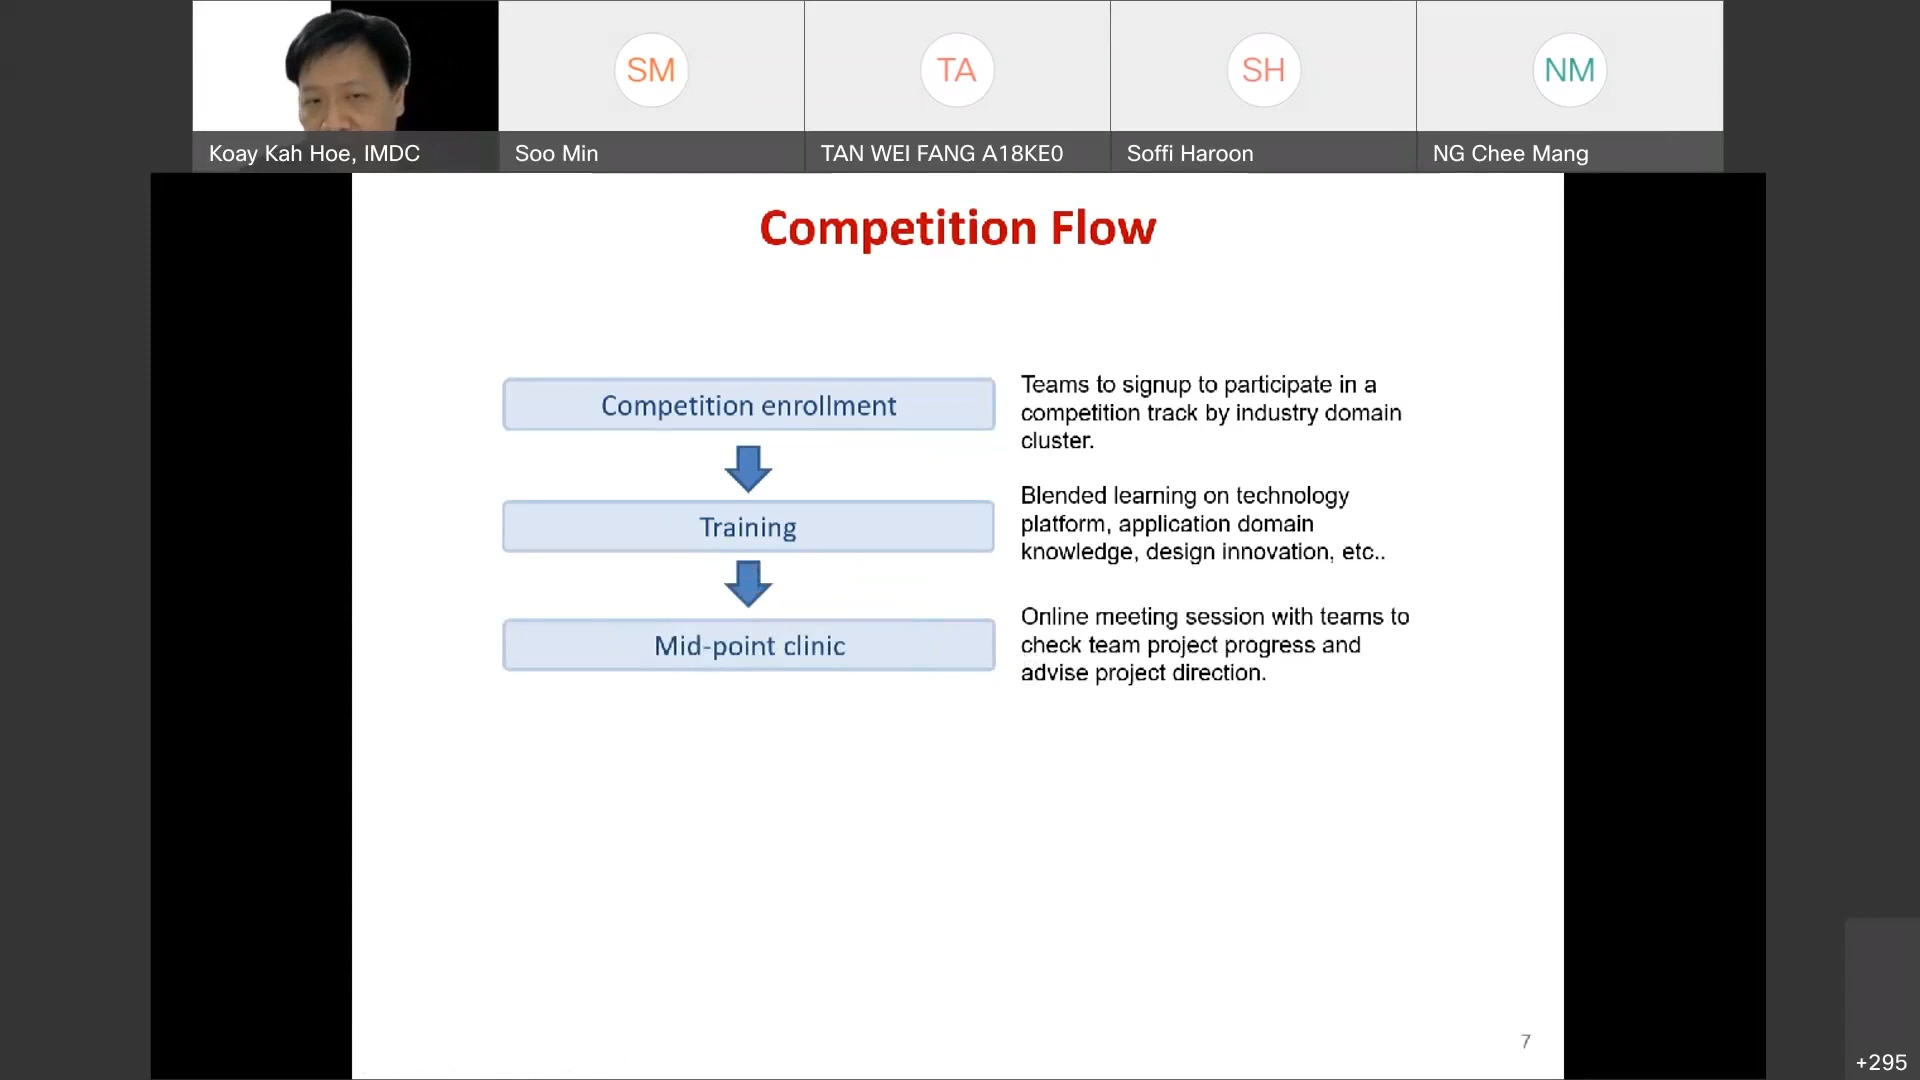 SM
TA
SH
NM
Koay Kah Hoe, IMDC
Soo Min
TAN WEI FANG A18KE0
Soffi Haroon
NG Chee Mang
Competition Flow
Competition enrollment
Teams to signup to participate in a
competition track by industry domain
cluster.
Training
Blended learning on technology
platform, application domain
knowledge, design innovation, etc..
Mid-point clinic
Online meeting session with teams to
check team project progress and
advise project direction.
7
+295